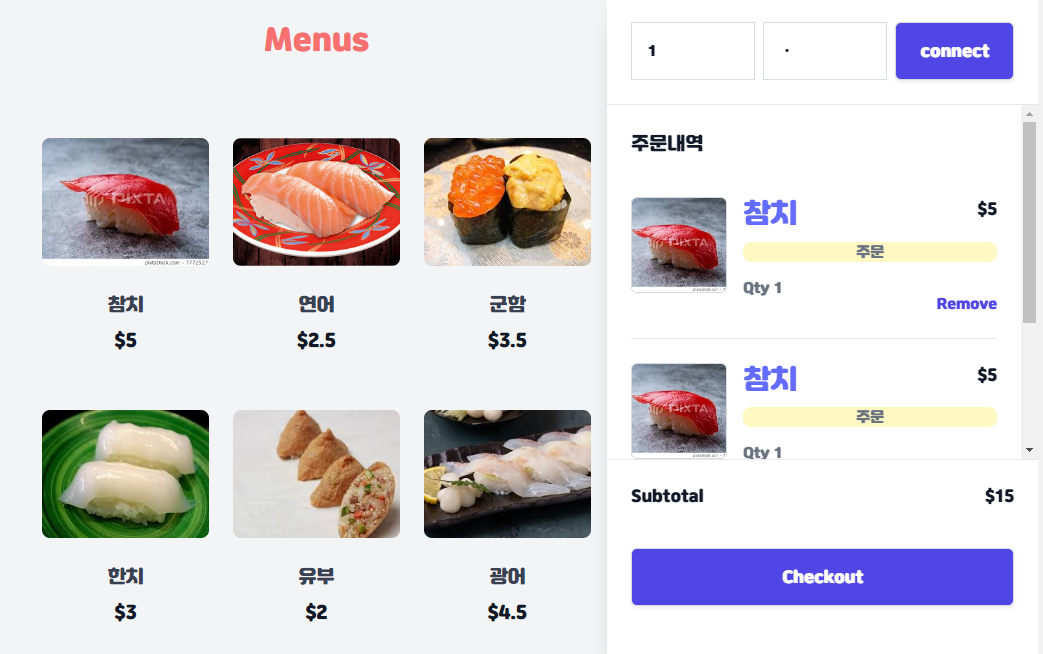 Menus
참치
$5
연어
$2.5
군함
$3.5
한치
$3
유부
$2
광어
$4.5
1
connect
주문내역
PIXTA
참치
$5
주문
Qty 1
Remove
PIXTA
참치
$5
주문
Qty 1
Subtotal
$15
Checkout